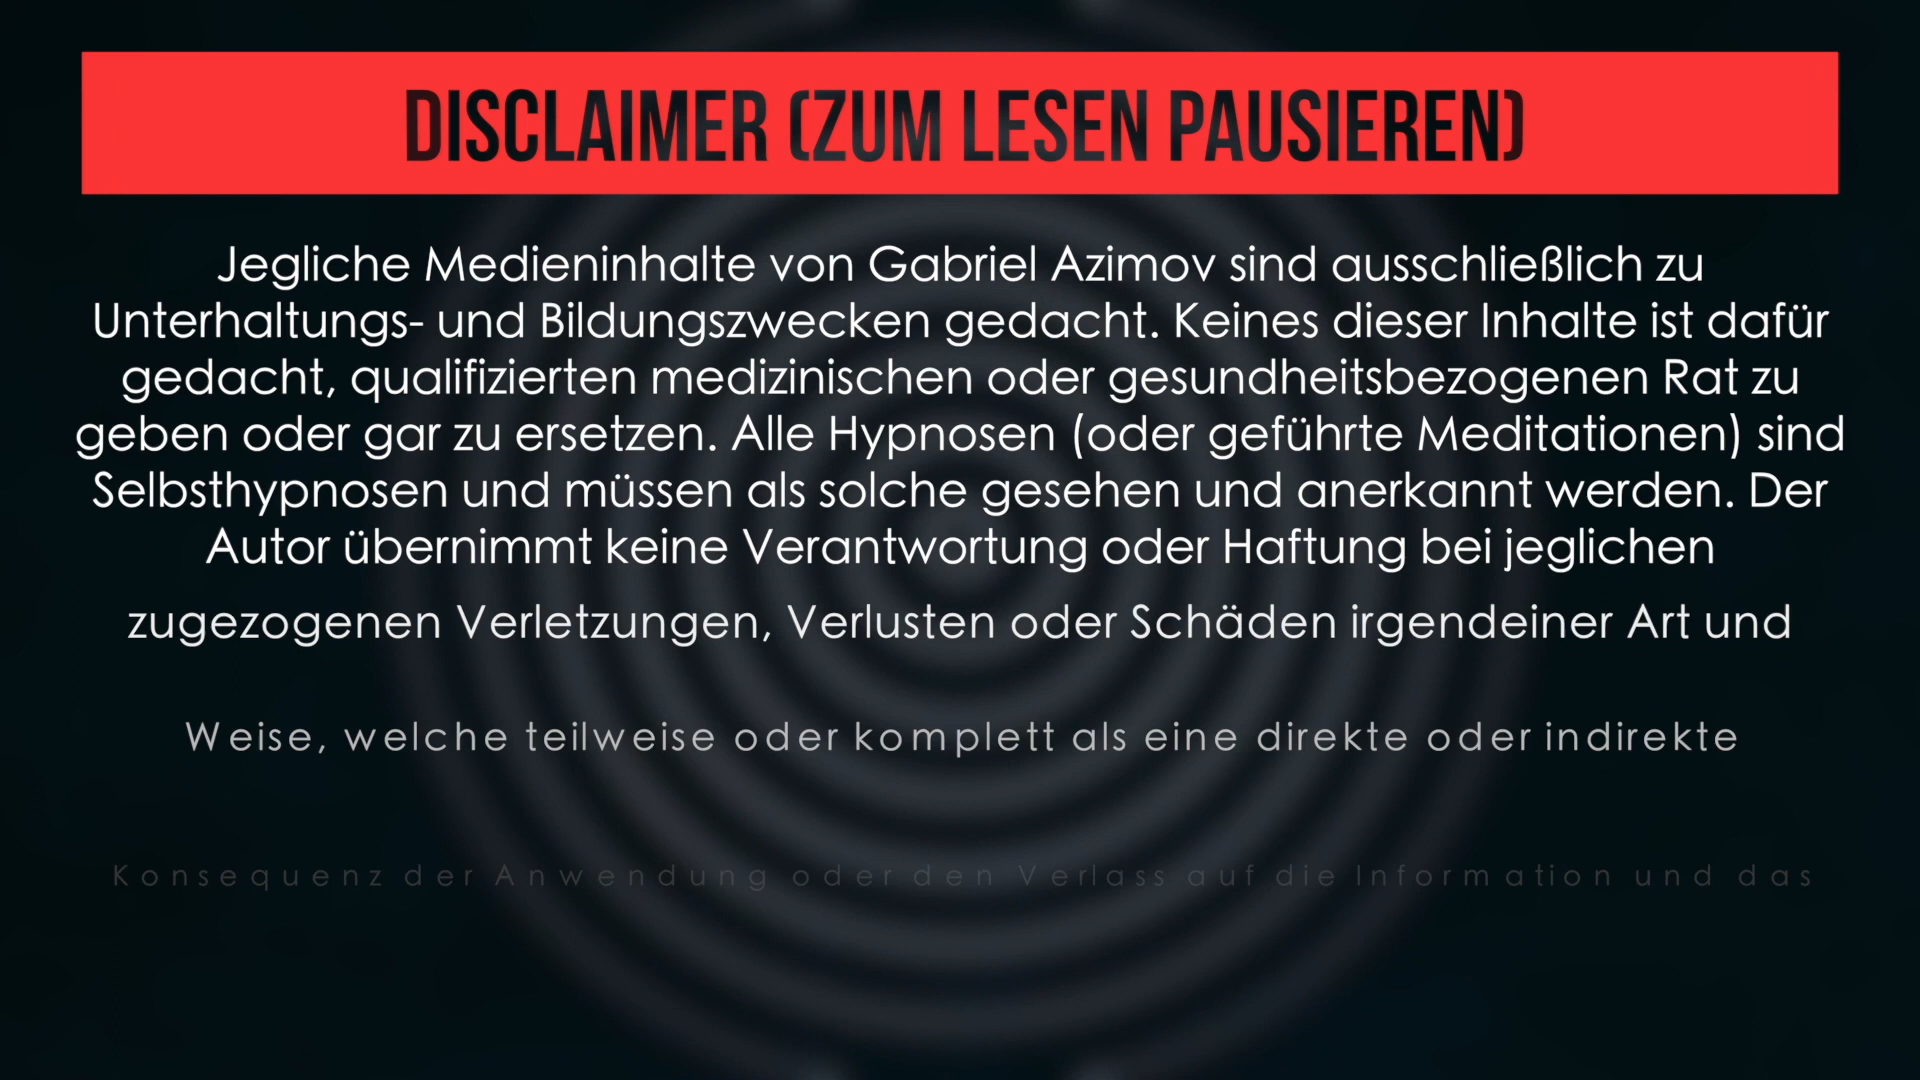 DISCLAIMER (ZUM LESEN PAUSIEREN)
Jegliche Medieninhalte von Gabriel Azimov sind ausschließlich zu
Unterhaltungs- und Bildungszwecken gedacht. Keines dieser Inhalte ist dafür
gedacht, qualifizierten medizinischen oder gesundheitsbezogenen Rat zu
geben oder gar zu ersetzen. Alle Hypnosen (oder geführte Meditationen) sind
Selbsthypnosen und müssen als solche gesehen und anerkannt werden. Der
Autor übernimmt keine Verantwortung oder Haftung bei jeglichen
zugezogenen Verletzungen, Verlusten oder Schäden irgendeiner Art und
Weise, welche teilweise oder komplett als eine direkte oder indirekte
Konsequenz der Anwendung oder den Verlass auf die Information und das